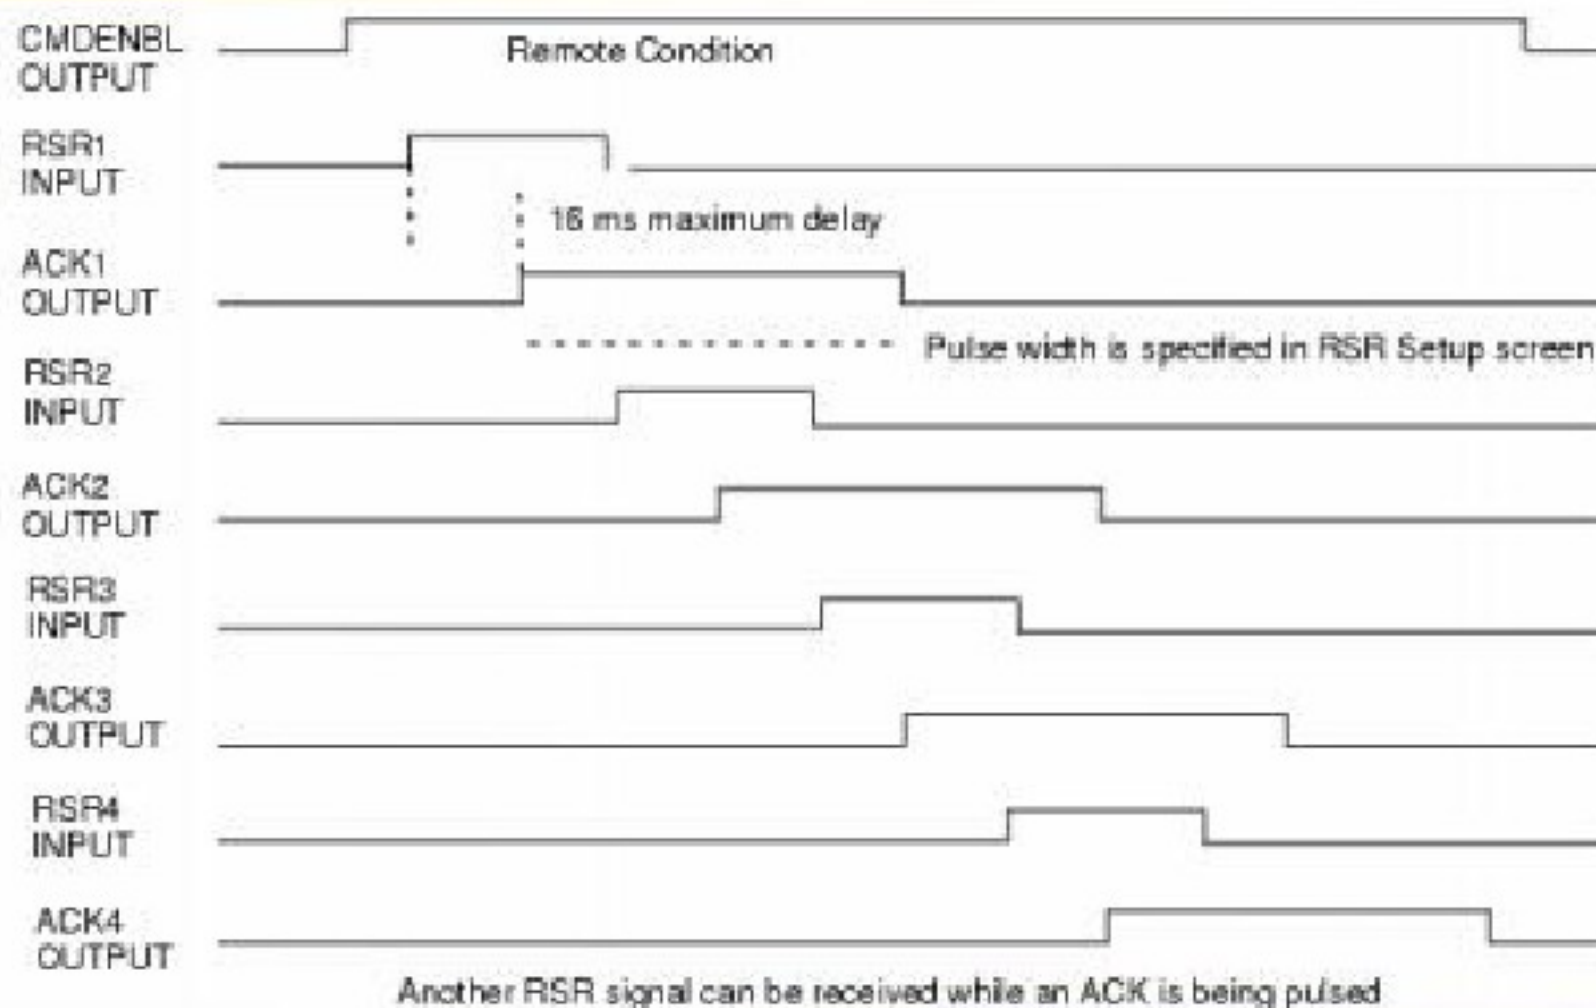 CMDENBL
OUTPUT
Remote Condition
RSR1
INPUT
16 ms maximum delay
ACK1
OUTPUT
Pulse width is specified in RSR Setup screen
RSR2
INPUT
ACK2
OUTPUT
RSR3
INPUT
ACK3
OUTPUT
RSR4
INPUT
ACK4
OUTPUT
Another RSR signal can be received while an ACK is being pulsed